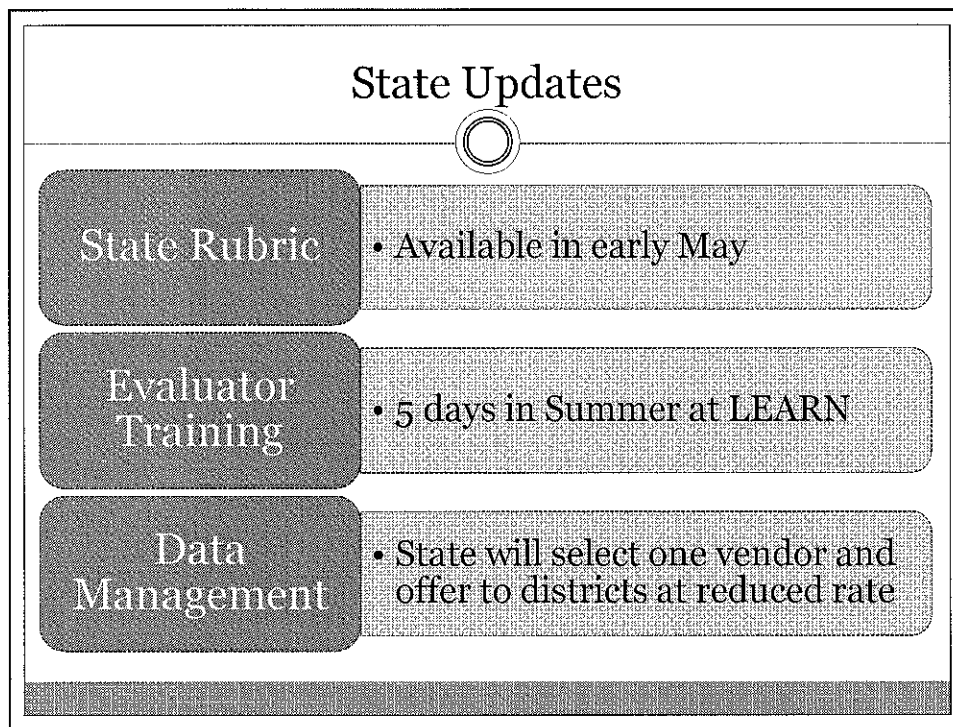 State Updates
State Rubric
• Available in early May
Evaluator
Training
• 5 days in Summer at LEARN
Data
Management
• State will select one vendor and
offer to districts at reduced rate